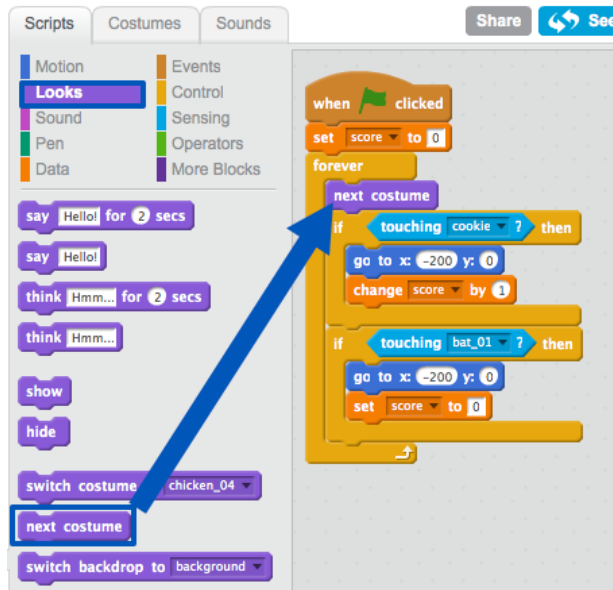 Scripts Costumes Sounds Share See
Motion Events
Looks Control
Sound Sensing
Pen Operators
Data More Blocks
say Hello! for 2 secs
say Hello!
think Hmm... for 2 secs
think Hmm...
show
hide
switch costume chicken_04
next costume
switch backdrop to background
when clicked
set score to 0
forever
next costume
if touching cookie ? then
go to x: -200 y: 0
change score by 1
if touching bat_01 ? then
go to x: -200 y: 0
set score to 0